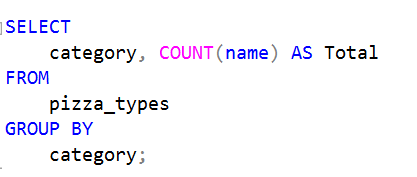 SELECT
    category, COUNT(name) AS Total
FROM
    pizza_types
GROUP BY
    category;